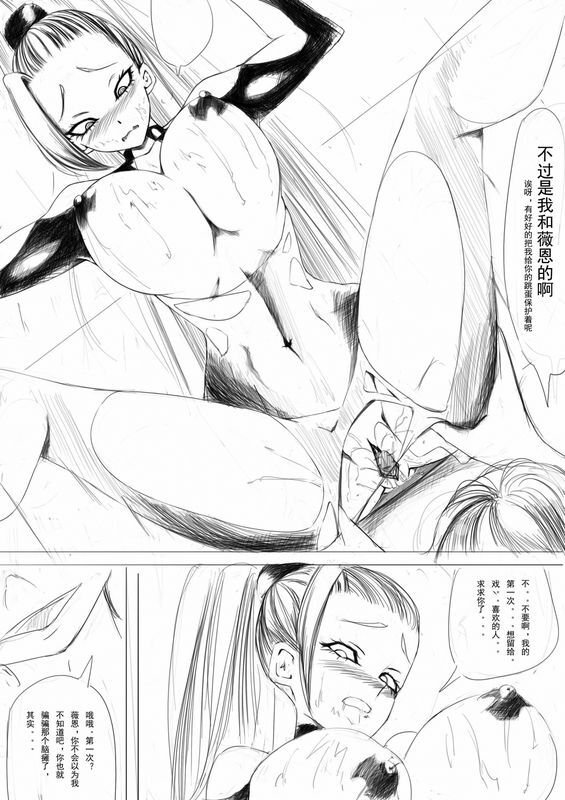 不过是我和薇恩的啊
诶呀，有好好的把我给你的跳蛋保护着呢
不．．不要啊．我的
第一次．．．．想留给．
戏、、喜欢的人．．
求求你了．．．
哦哦．第一次？
薇恩，你不会以为我
不知道吧，你也就
骗骗那个脑瘫了，
其实．．．